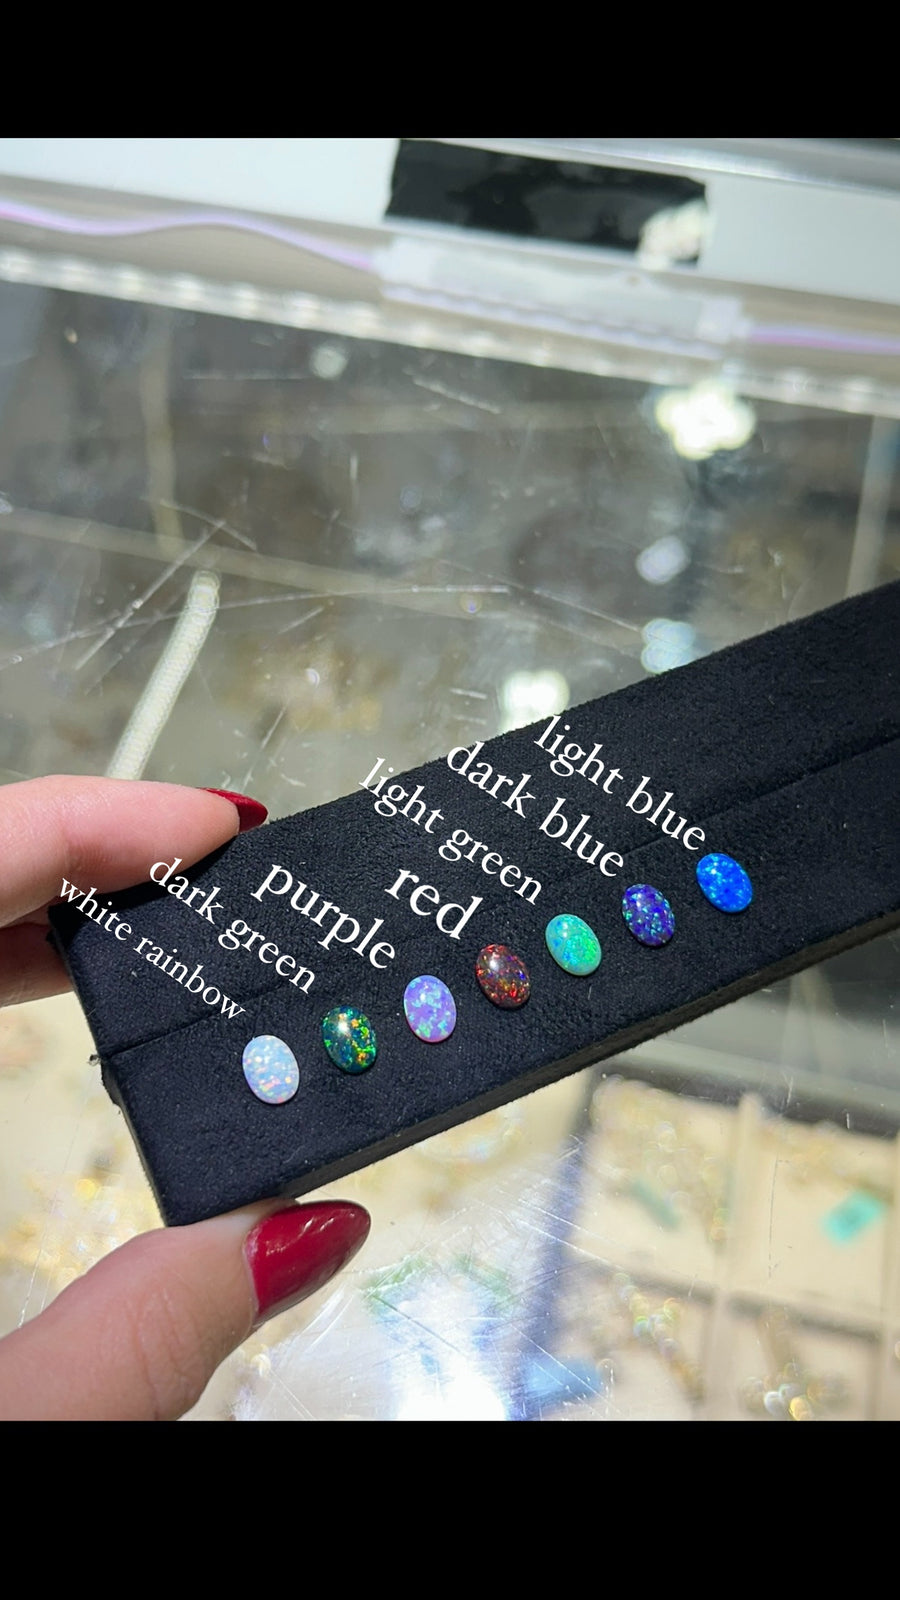 white rainbow
dark green
purple
red
light green
dark blue
light blue